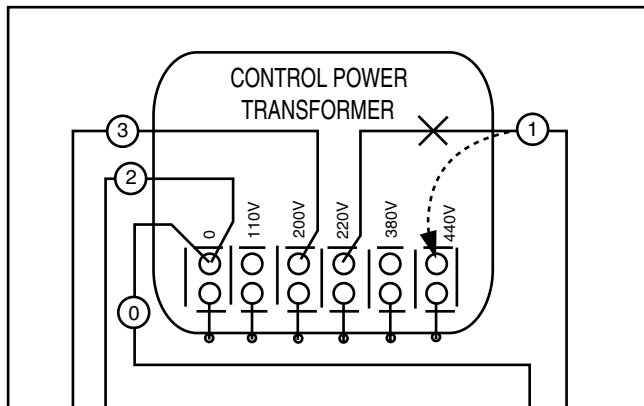 CONTROL POWER
TRANSFORMER
3
1
2
0
0
110V
200V
220V
380V
440V